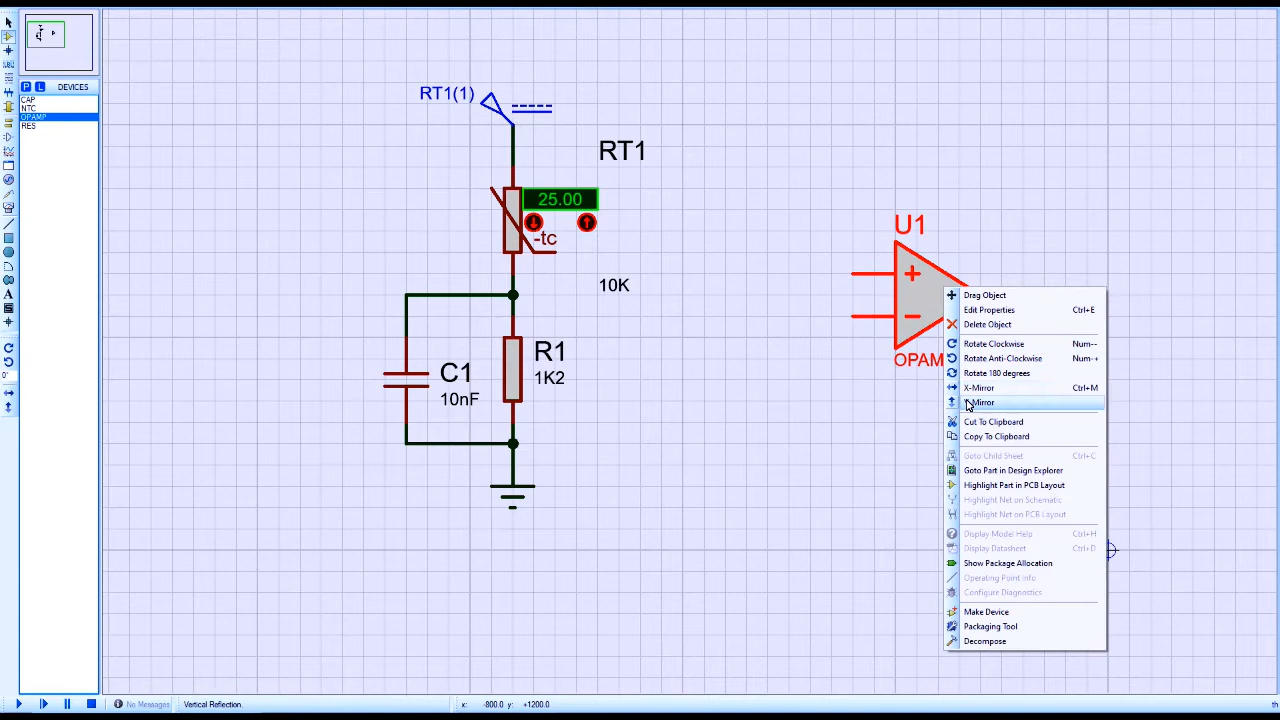 DEVICES
CAP
NTC
OPAMP
RES
RT1(1)
RT1
25.00
-tc
10K
C1
10nF
R1
1K2
U1
+
−
OPAM
Drag Object
Edit Properties Ctrl+E
Delete Object
Rotate Clockwise Num--
Rotate Anti-Clockwise Num-+
Rotate 180 degrees
X-Mirror Ctrl+M
Mirror
Cut To Clipboard
Copy To Clipboard
Goto Child Sheet Ctrl+C
Goto Part in Design Explorer
Highlight Part in PCB Layout
Highlight Net on Schematic
Highlight Net on PCB Layout
Display Model Help Ctrl+H
Display Datasheet Ctrl+D
Show Package Allocation
Operating Point Info
Configure Diagnostics
Make Device
Packaging Tool
Decompose
No Messages Vertical Reflection. x: -800.0 y: +1200.0 th